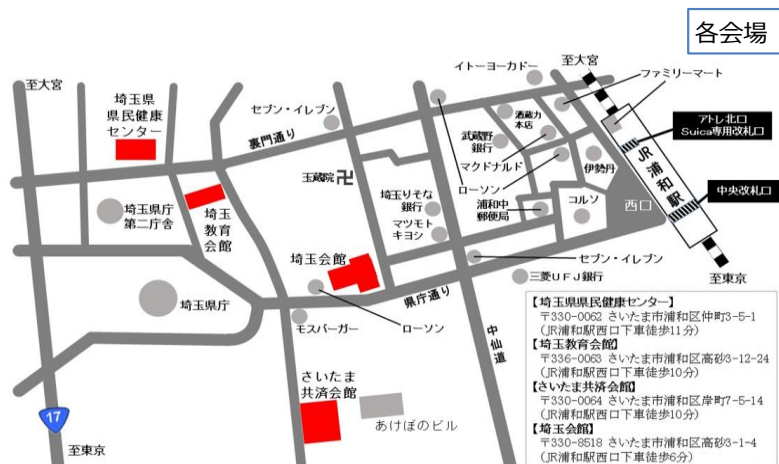 各会場
至大宮
イトーヨーカドー
至大宮
ファミリーマート
埼玉県
県民健康
センター
セブン・イレブン
裏門通り
酒蔵力
本店
武蔵野
銀行
マクドナルド
アトレ北口
Suica専用改札口
JR浦和駅
伊勢丹
ローソン
玉蔵院
卍
埼玉りそな
銀行
浦和中
郵便局
コルソ
西口
中央改札口
埼玉県庁
第二庁舎
埼玉
教育
会館
マツモト
キヨシ
埼玉会館
セブン・イレブン
三菱UFJ銀行
至東京
埼玉県庁
県庁通り
モスバーガー
ローソン
中仙道
さいたま
共済会館
あけぼのビル
17
至東京
【埼玉県県民健康センター】
〒330-0062 さいたま市浦和区仲町3-5-1
(JR浦和駅西口下車徒歩11分)
【埼玉教育会館】
〒336-0063 さいたま市浦和区高砂3-12-24
(JR浦和駅西口下車徒歩10分)
【さいたま共済会館】
〒330-0064 さいたま市浦和区岸町7-5-14
(JR浦和駅西口下車徒歩10分)
【埼玉会館】
〒330-8518 さいたま市浦和区高砂3-1-4
(JR浦和駅西口下車徒歩6分)